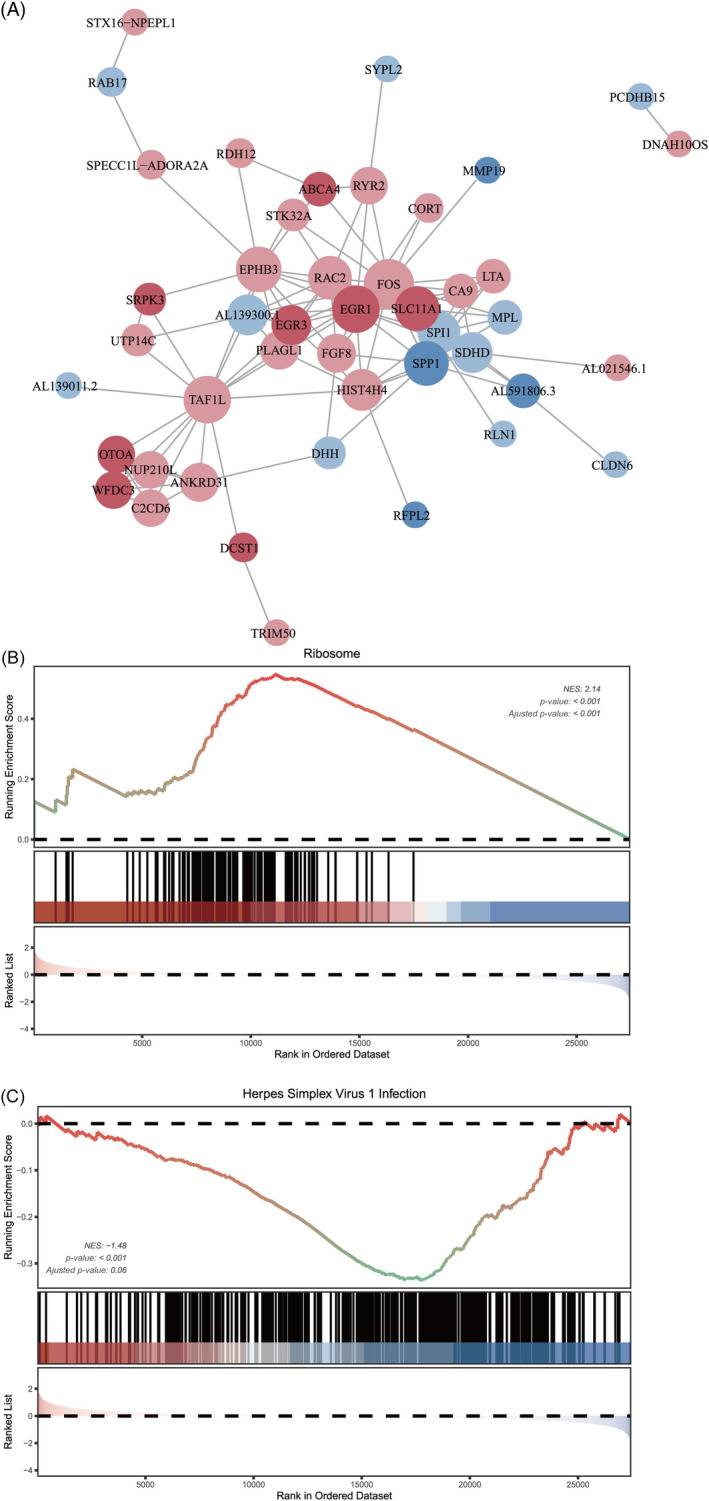 (A)
STX16−NPEPL1
RAB17
SYPL2
PCDHB15
DNAH10OS
SPECC1L−ADORA2A
RDH12
ABCA4
RYR2
MMP19
STK32A
CORT
EPHB3
RAC2
FOS
CA9
LTA
SRPK3
AL139300.1
EGR3
EGR1
SLC11A1
SPI1
MPL
UTP14C
PLAGL1
FGF8
SPP1
SDHD
AL021546.1
AL139011.2
TAF1L
HIST4H4
AL591806.3
OTOA
NUP210L
ANKRD31
DHH
RLN1
CLDN6
WFDC3
C2CD6
RFPL2
DCST1
TRIM50
(B)
Ribosome
Running Enrichment Score
0.4
0.2
0.0
NES: 2.14
p-value: < 0.001
Ajusted p-value: < 0.001
Ranked List
2
0
−2
−4
5000
10000
15000
20000
25000
Rank in Ordered Dataset
(C)
Herpes Simplex Virus 1 Infection
Running Enrichment Score
0.0
−0.1
−0.2
−0.3
NES: −1.48
p-value: < 0.001
Ajusted p-value: 0.06
Ranked List
2
0
−2
−4
5000
10000
15000
20000
25000
Rank in Ordered Dataset